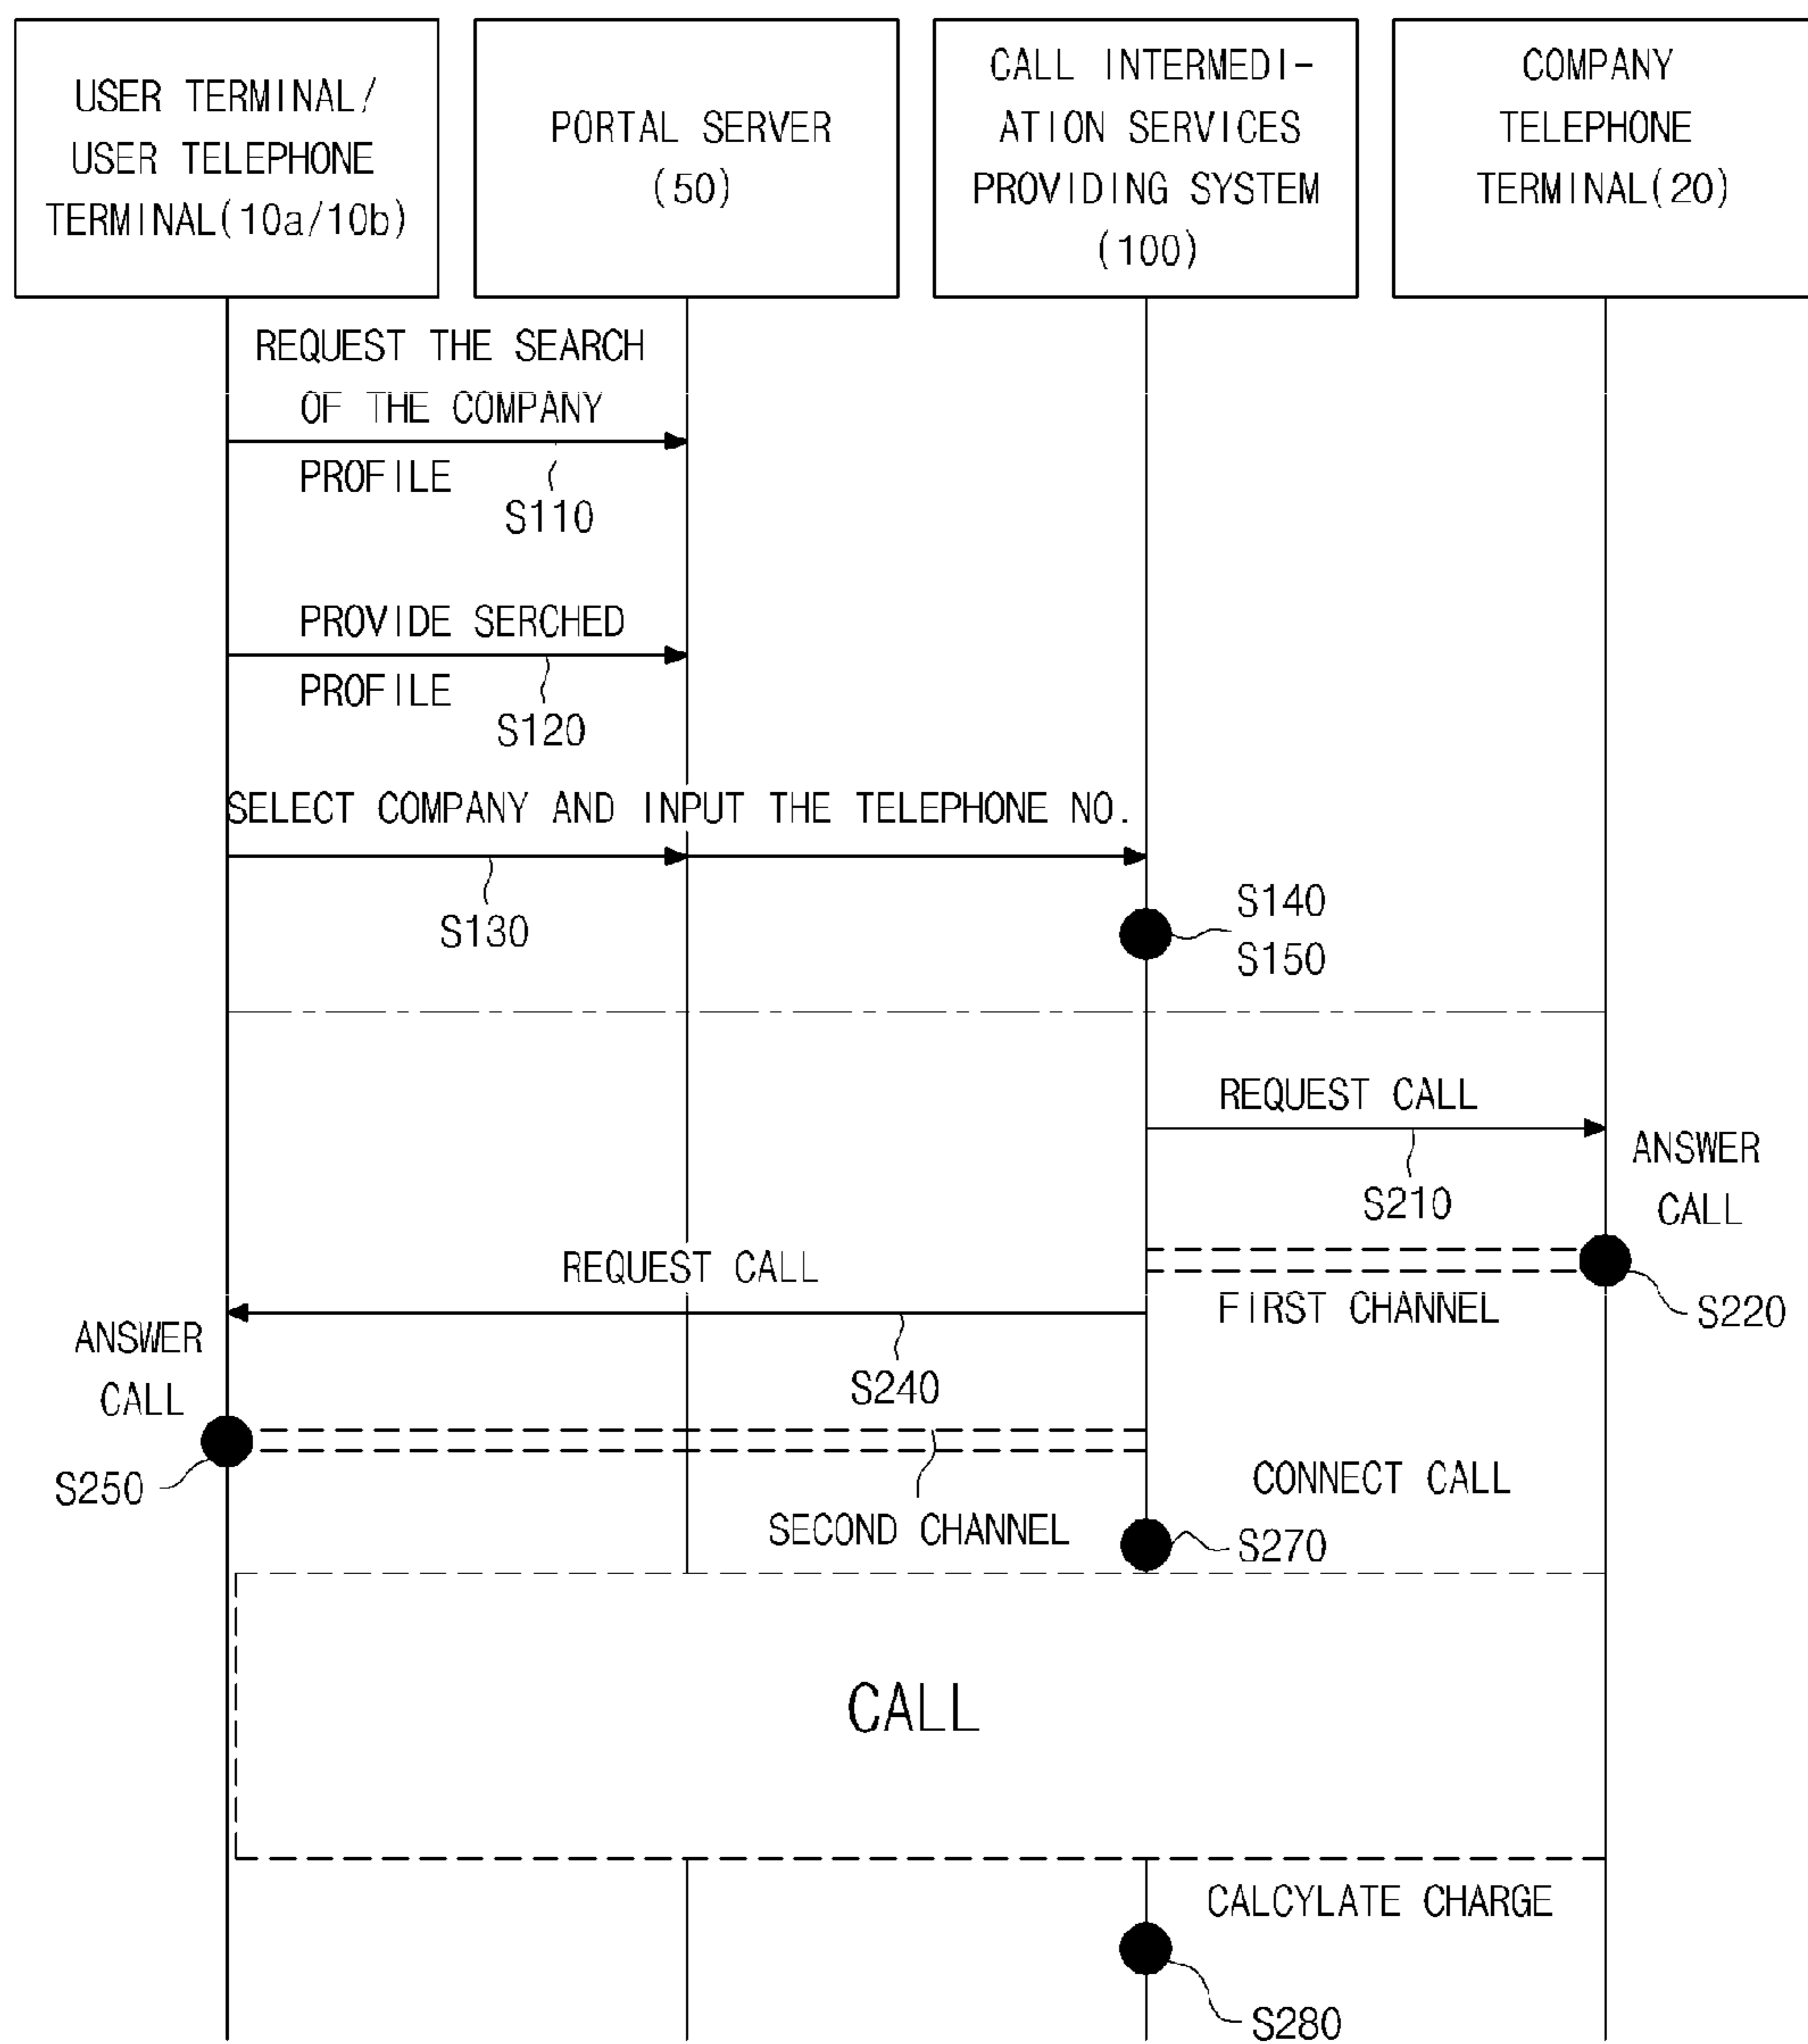 USER TERMINAL/
USER TELEPHONE
TERMINAL(10a/10b)
PORTAL SERVER
(50)
CALL INTERMEDI-
ATION SERVICES
PROVIDING SYSTEM
(100)
COMPANY
TELEPHONE
TERMINAL(20)
REQUEST THE SEARCH
OF THE COMPANY
PROFILE
S110
PROVIDE SERCHED
PROFILE
S120
SELECT COMPANY AND INPUT THE TELEPHONE NO.
S130
S140
S150
REQUEST CALL
S210
ANSWER
CALL
FIRST CHANNEL
S220
REQUEST CALL
S240
ANSWER
CALL
S250
SECOND CHANNEL
CONNECT CALL
S270
CALL
CALCYLATE CHARGE
S280